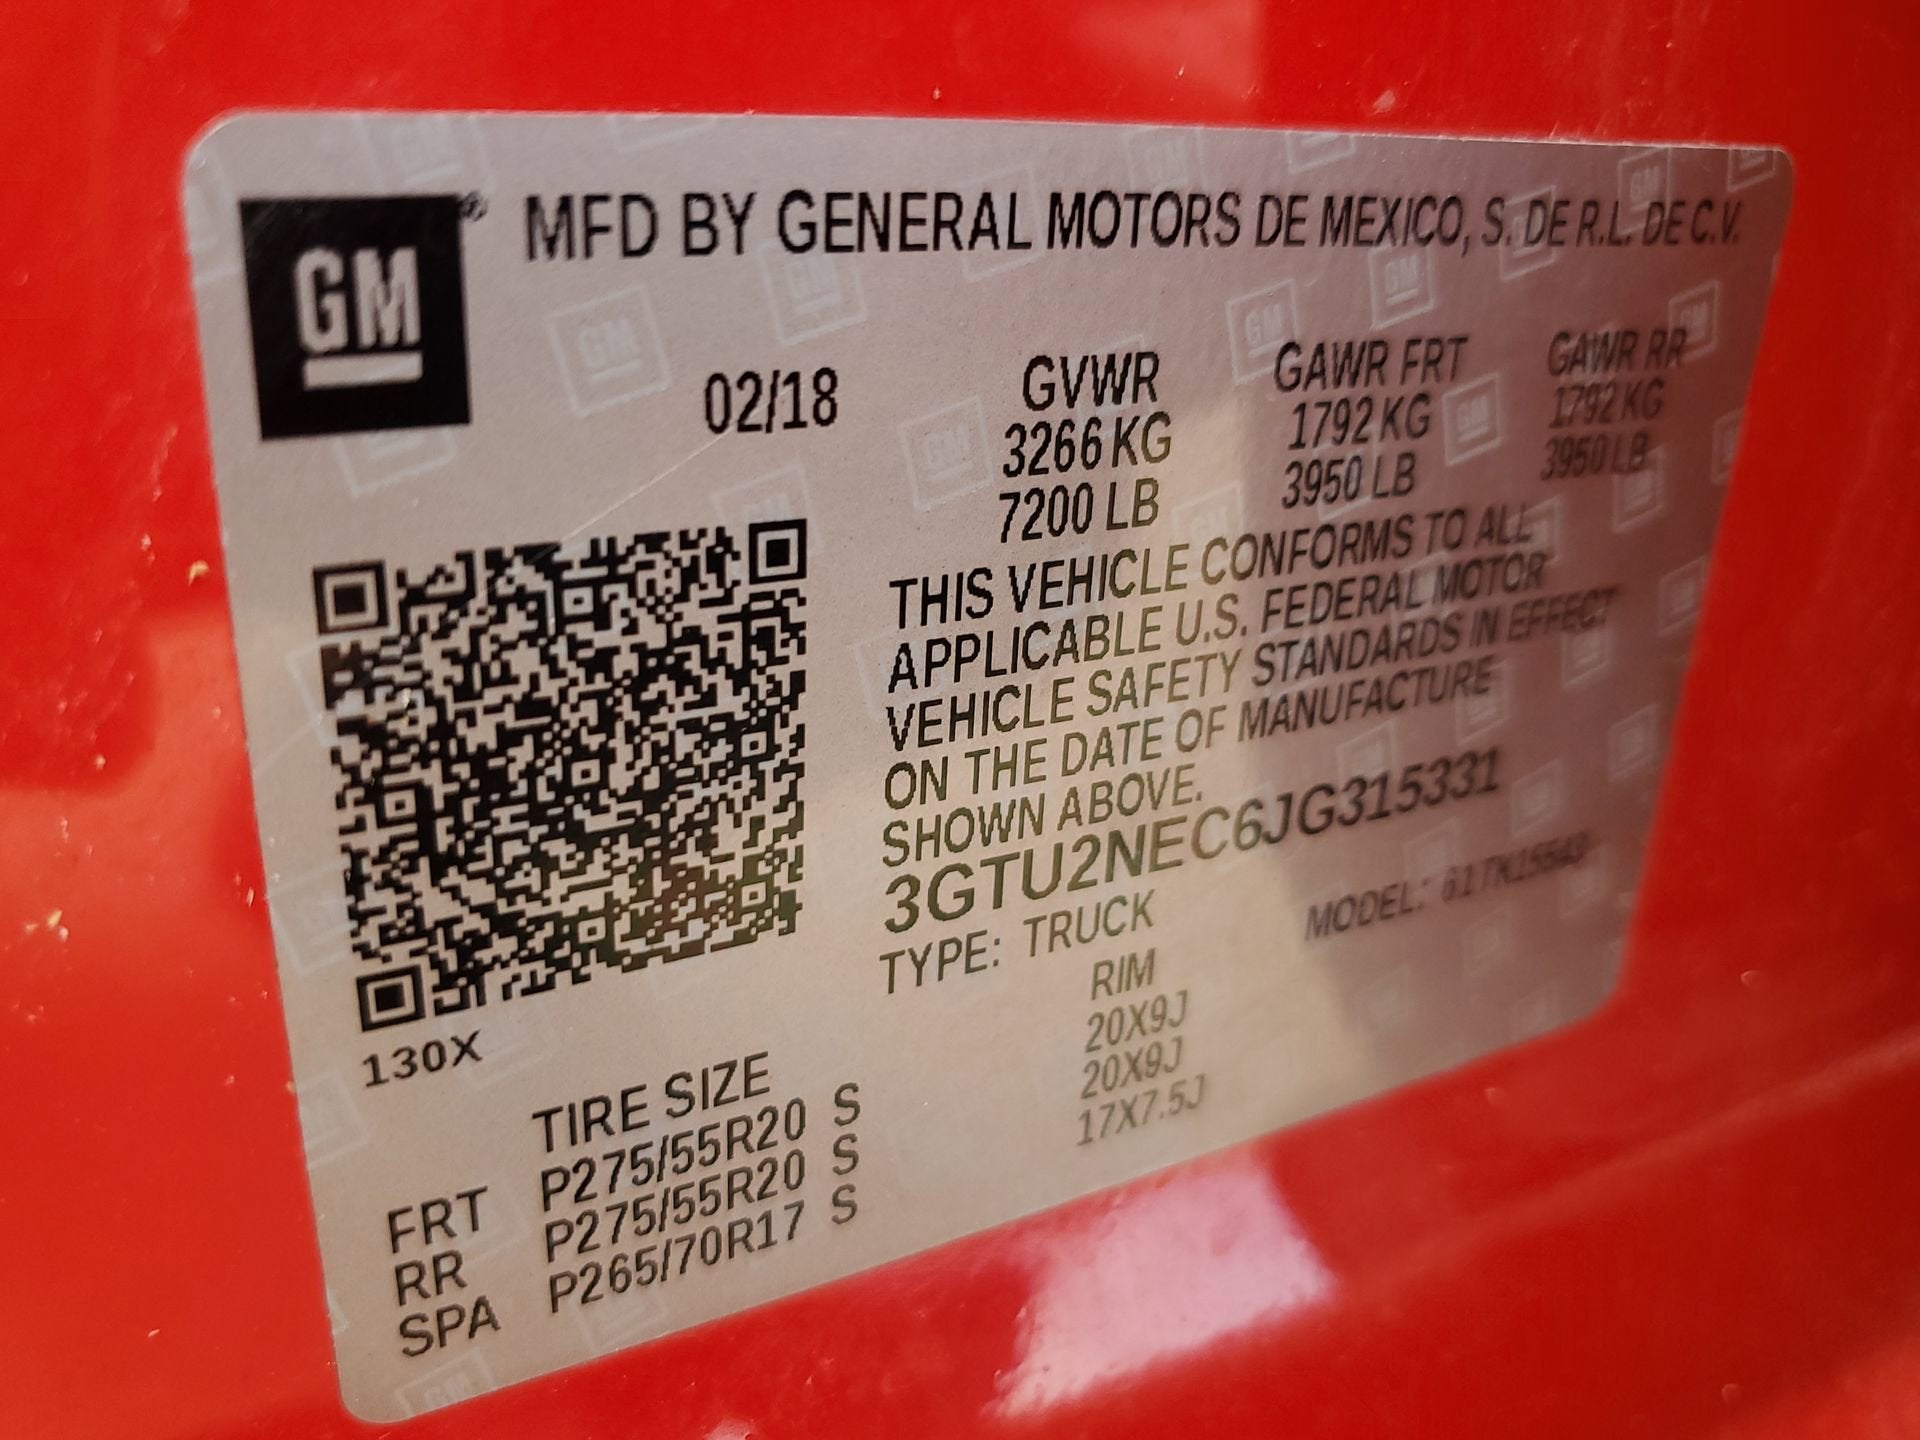 GM® MFD BY GENERAL MOTORS DE MEXICO, S. DE R.L. DE C.V.
02/18
GVWR GAWR FRT GAWR RR
3266 KG 1792 KG 1792 KG
7200 LB 3950 LB 3950 LB
THIS VEHICLE CONFORMS TO ALL
APPLICABLE U.S. FEDERAL MOTOR
VEHICLE SAFETY STANDARDS IN EFFECT
ON THE DATE OF MANUFACTURE
SHOWN ABOVE.
3GTU2NEC6JG315331
TYPE: TRUCK MODEL:
130X
TIRE SIZE RIM
FRT P275/55R20 S 20X9J
RR P275/55R20 S 20X9J
SPA P265/70R17 S 17X7.5J